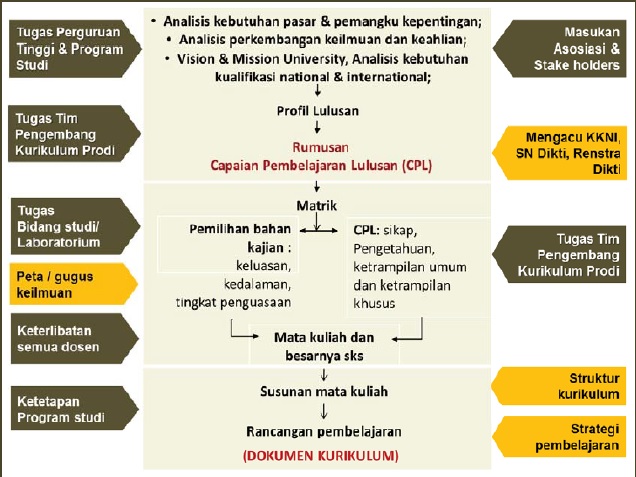 Tugas Perguruan
Tinggi & Program
Studi
• Analisis kebutuhan pasar & pemangku kepentingan;
• Analisis perkembangan keilmuan dan keahlian;
• Vision & Mission University, Analisis kebutuhan
kualifikasi national & international;
Masukan
Asosiasi &
Stake holders
Profil Lulusan
Tugas Tim
Pengembang
Kurikulum Prodi
Rumusan
Capaian Pembelajaran Lulusan (CPL)
Mengacu KKNI,
SN Dikti, Renstra
Dikti
Matrik
Tugas
Bidang studi/
Laboratorium
Pemilihan bahan
kajian :
keluasan,
kedalaman,
tingkat penguasaan
CPL: sikap,
Pengetahuan,
ketrampilan umum
dan ketrampilan
khusus
Tugas Tim
Pengembang
Kurikulum Prodi
Peta / gugus
keilmuan
Keterlibatan
semua dosen
Mata kuliah dan
besarnya sks
Susunan mata kuliah
Struktur
kurikulum
Ketetapan
Program studi
Rancangan pembelajaran
(DOKUMEN KURIKULUM)
Strategi
pembelajaran